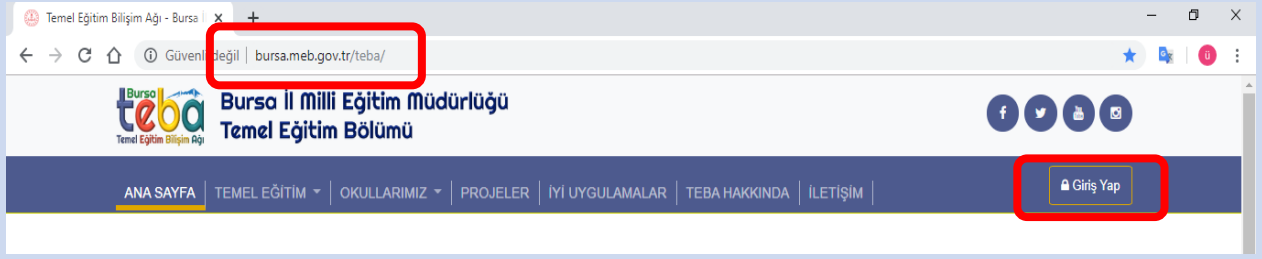 Temel Eğitim Bilişim Ağı - Bursa İ
Güvenli değil | bursa.meb.gov.tr/teba/
ü
Bursa
teba
Temel Eğitim Bilişim Ağı
Bursa İl Milli Eğitim Müdürlüğü
Temel Eğitim Bölümü
ANA SAYFA | TEMEL EĞİTİM | OKULLARIMIZ | PROJELER | İYİ UYGULAMALAR | TEBA HAKKINDA | İLETİŞİM |
Giriş Yap